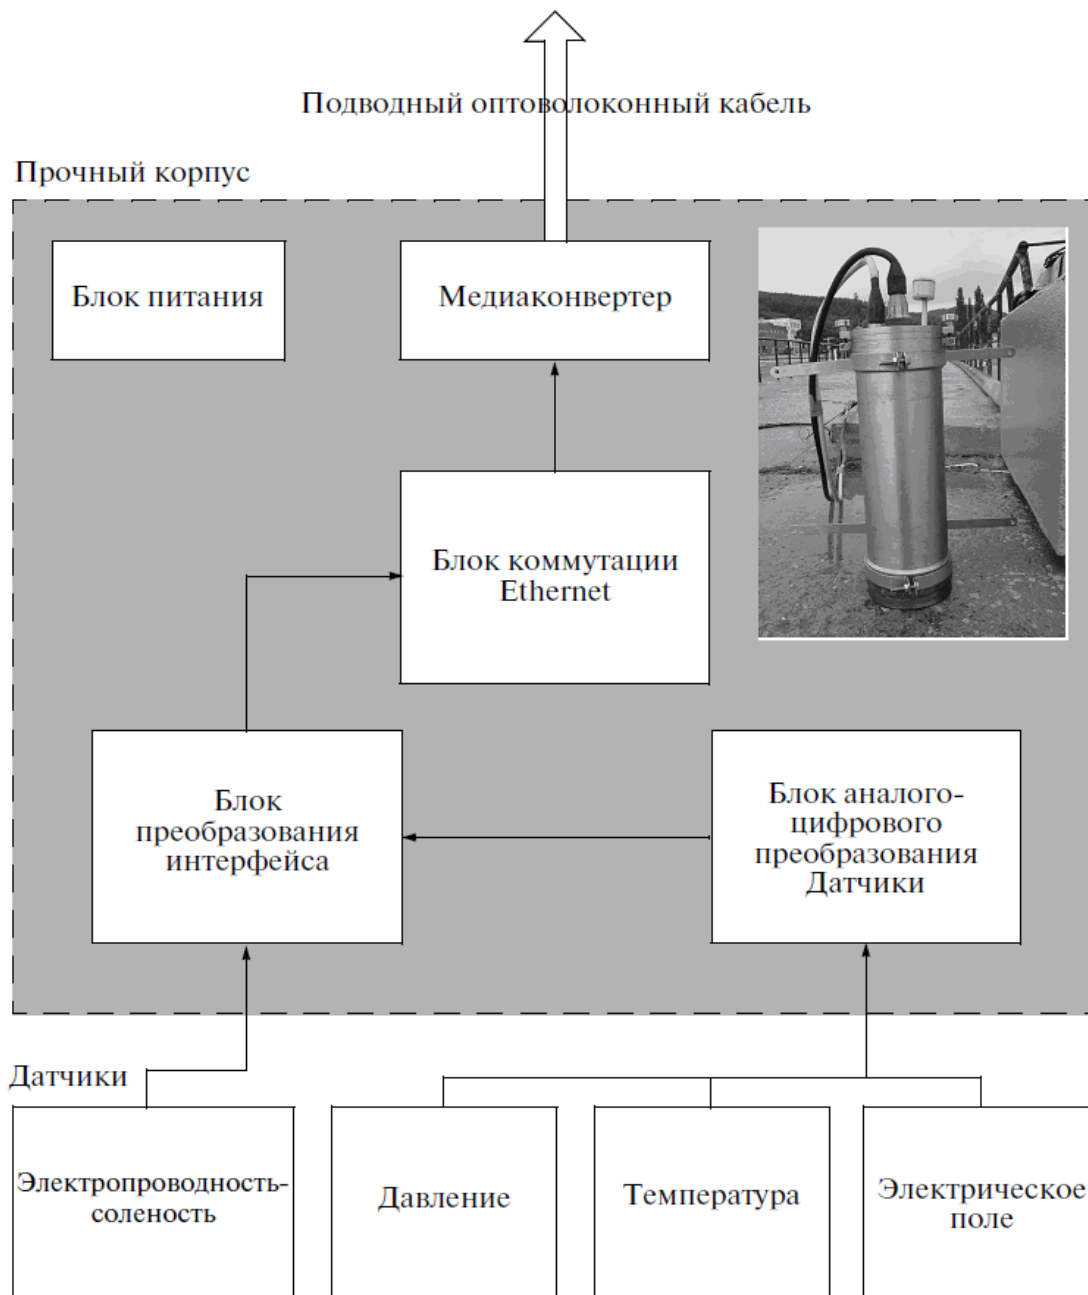 Подводный оптоволоконный кабель
Прочный корпус
Блок питания
Медиаконвертер
Блок коммутации
Ethernet
Блок
преобразования
интерфейса
Блок аналого-
цифрового
преобразования
Датчики
Датчики
Электропроводность-
соленость
Давление
Температура
Электрическое
поле